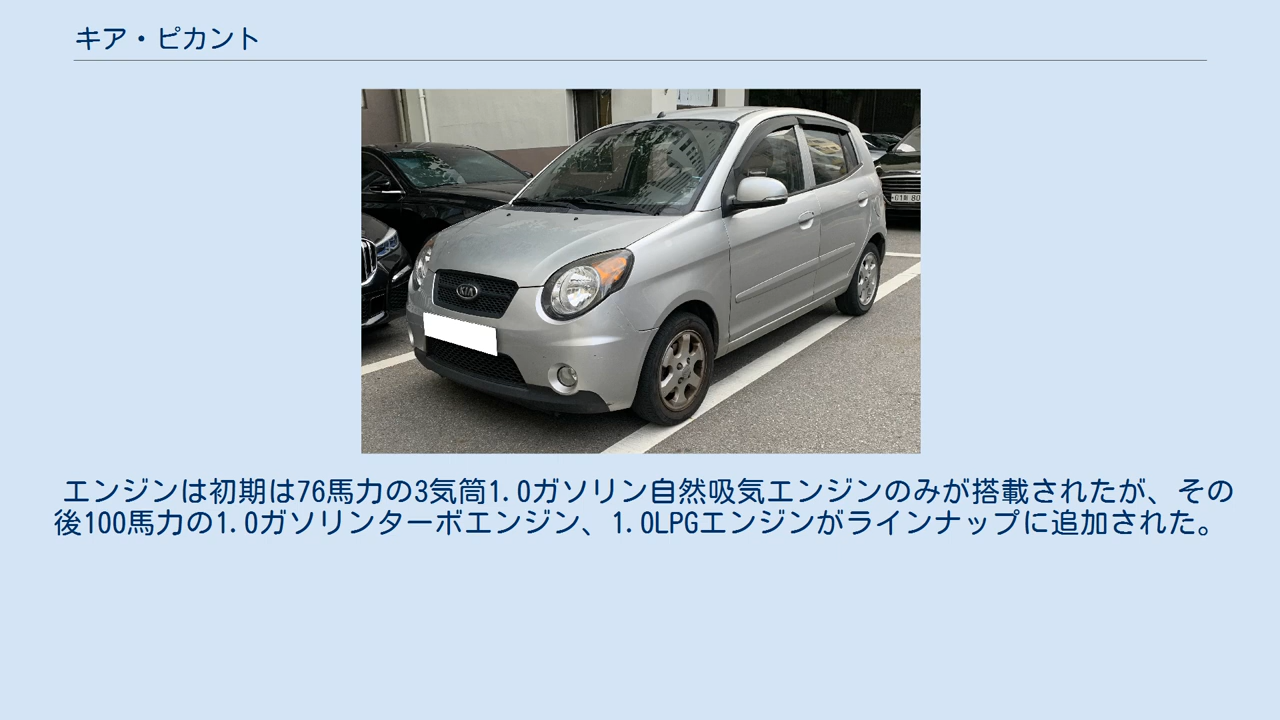 キア・ピカント
KIA
エンジンは初期は76馬力の3気筒1.0ガソリン自然吸気エンジンのみが搭載されたが、その
後100馬力の1.0ガソリンターボエンジン、1.0LPGエンジンがラインナップに追加された。